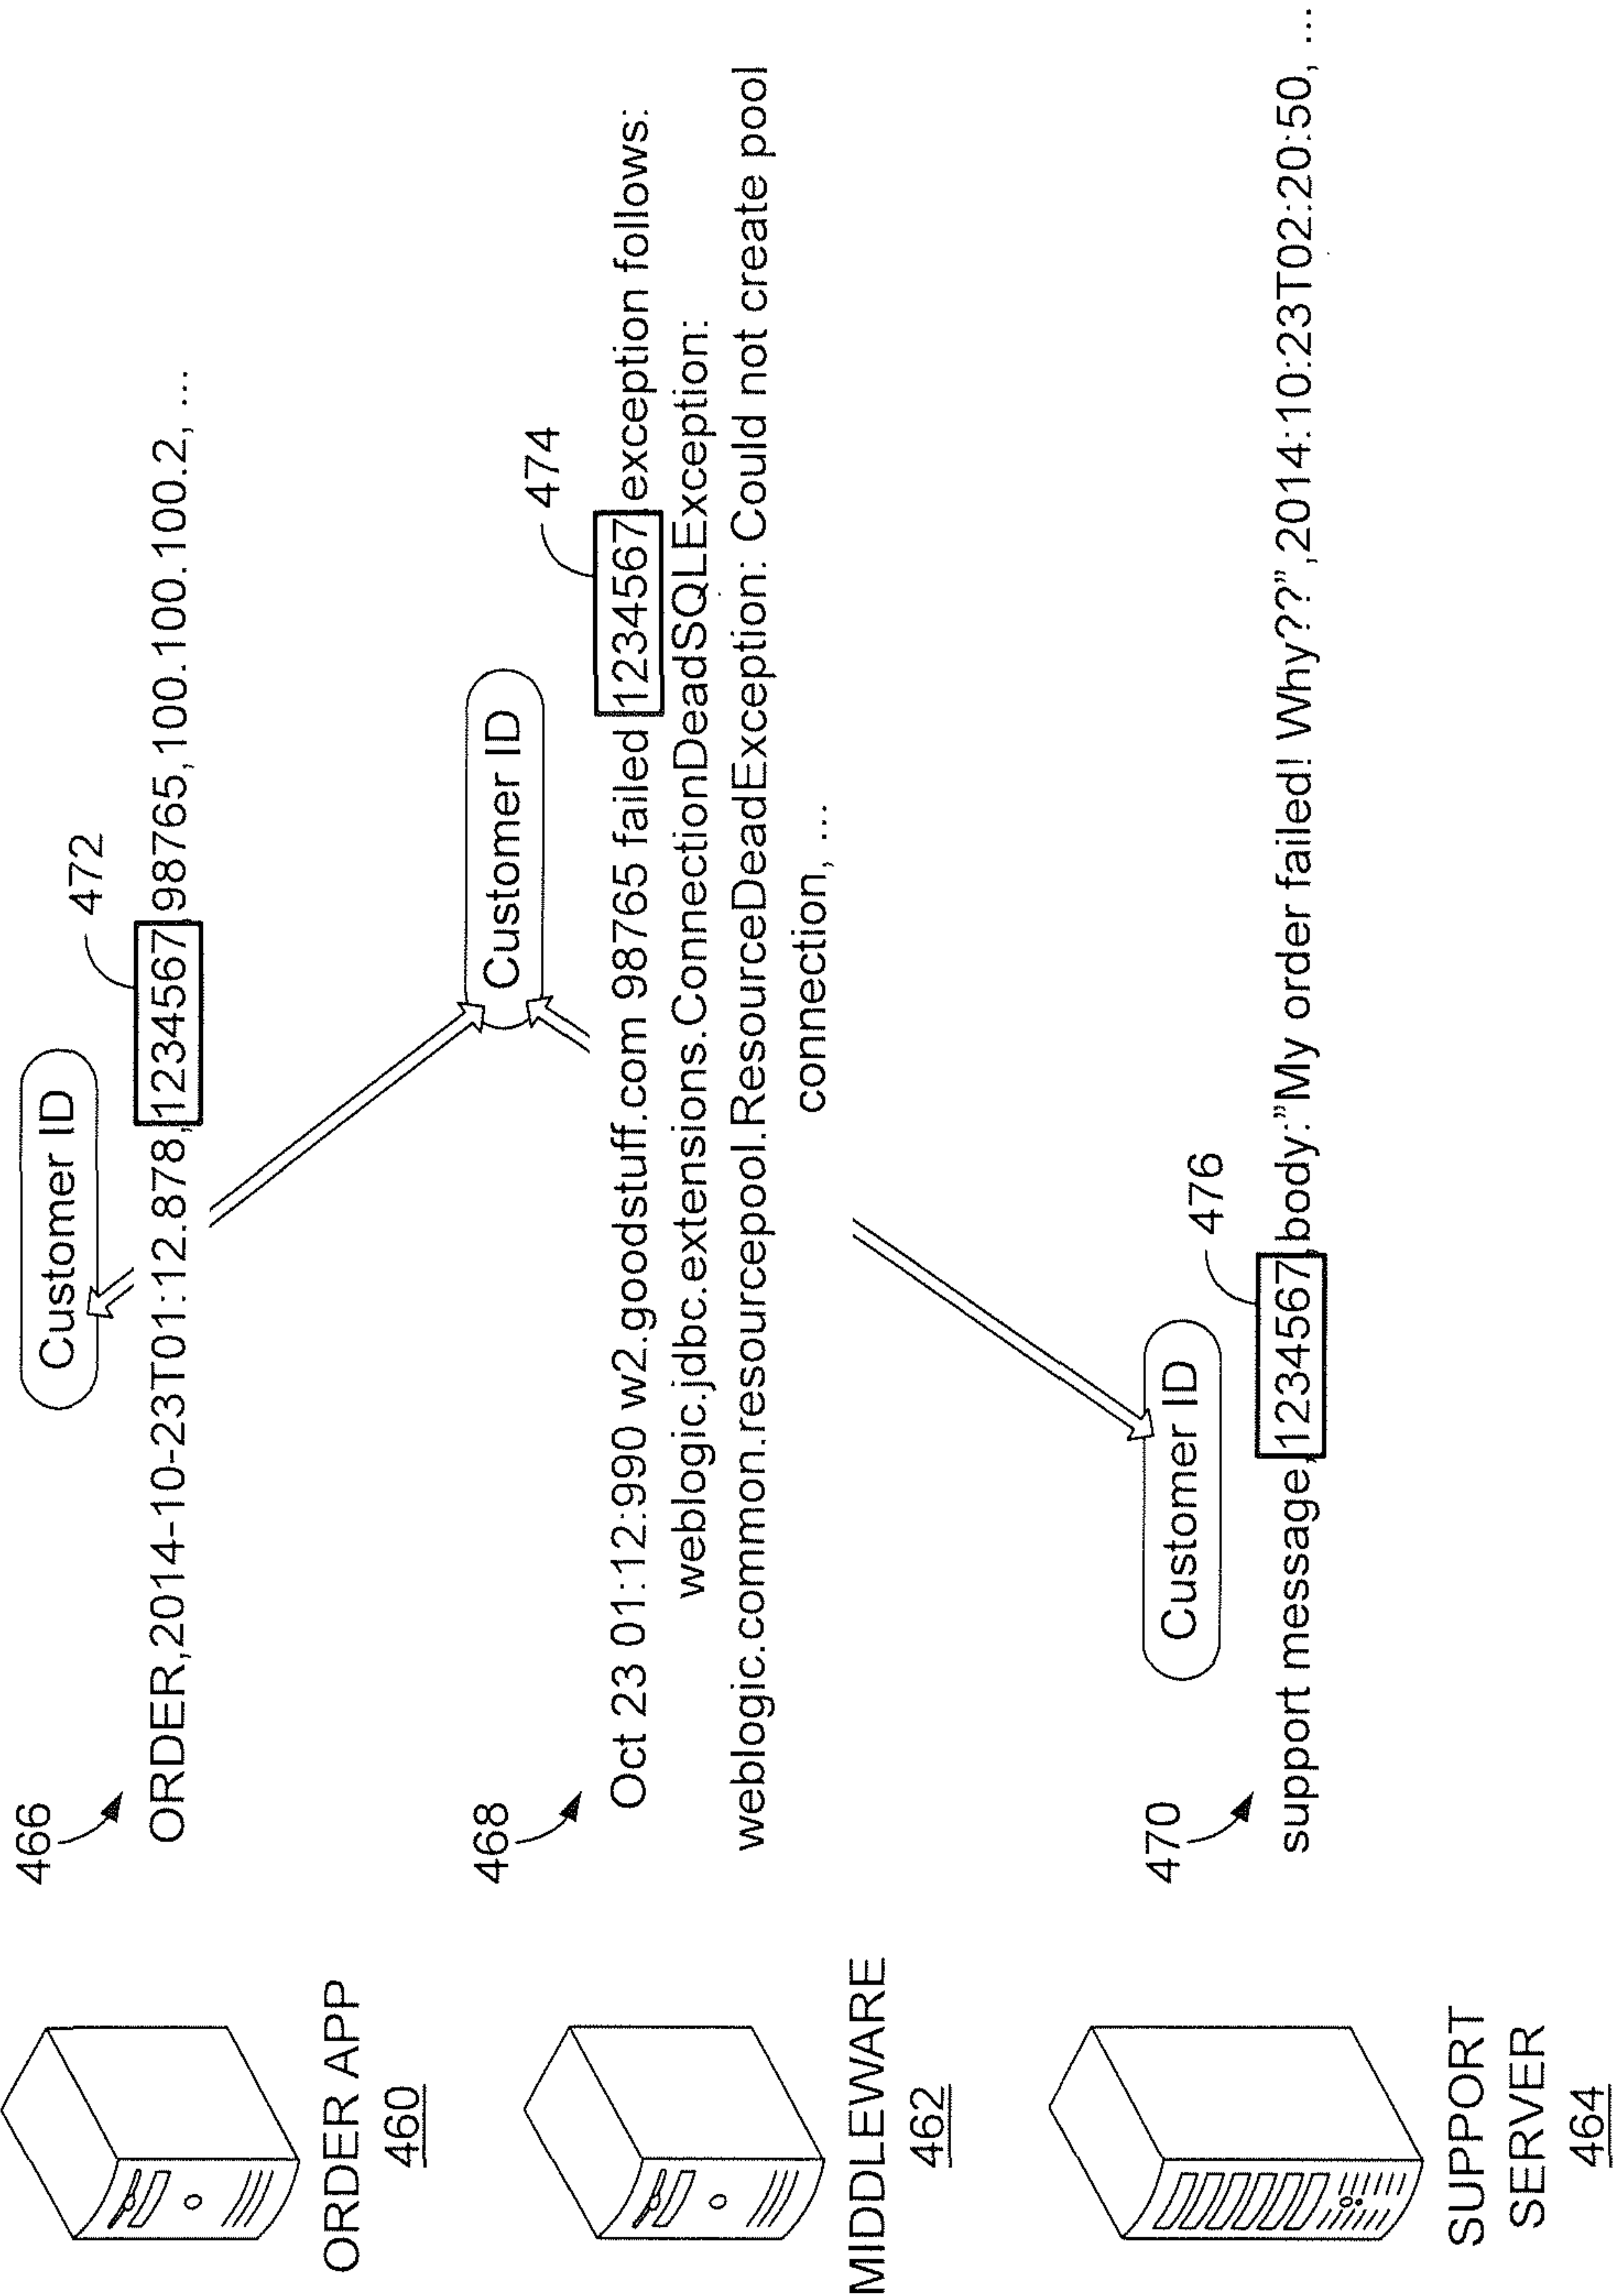 466
Customer ID
472
ORDER,2014-10-23T01:12.878,1234567,98765,100.100.100.2, ...
ORDER APP
460
468
Customer ID
474
Oct 23 01:12:990 w2.goodstuff.com 98765 failed 1234567 exception follows:
weblogic.jdbc.extensions.ConnectionDeadSQLException:
weblogic.common.resourcepool.ResourceDeadException: Could not create pool
connection, ...
MIDDLEWARE
462
470
Customer ID
476
support message,1234567,body:”My order failed! Why???”,2014:10:23T02:20:50, ...
SUPPORT
SERVER
464